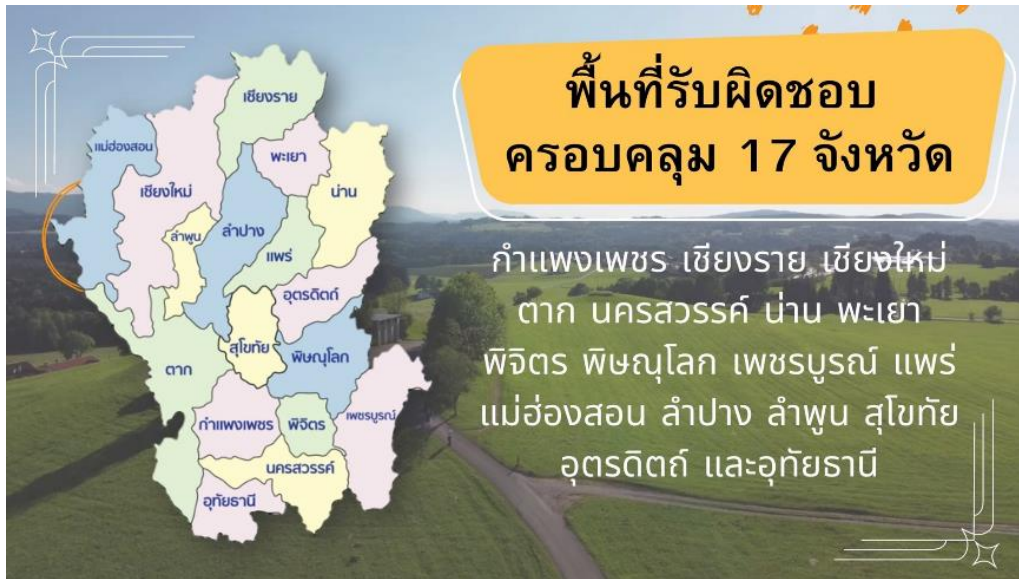 พื้นที่รับผิดชอบ
ครอบคลุม 17 จังหวัด
เชียงราย
แม่ฮ่องสอน
พะเยา
เชียงใหม่
น่าน
ลำพูน
ลำปาง
แพร่
อุตรดิตถ์
สุโขทัย
พิษณุโลก
ตาก
กำแพงเพชร
พิจิตร
เพชรบูรณ์
นครสวรรค์
อุทัยธานี
กำแพงเพชร เชียงราย เชียงใหม่
ตาก นครสวรรค์ น่าน พะเยา
พิจิตร พิษณุโลก เพชรบูรณ์ แพร่
แม่ฮ่องสอน ลำปาง ลำพูน สุโขทัย
อุตรดิตถ์ และอุทัยธานี